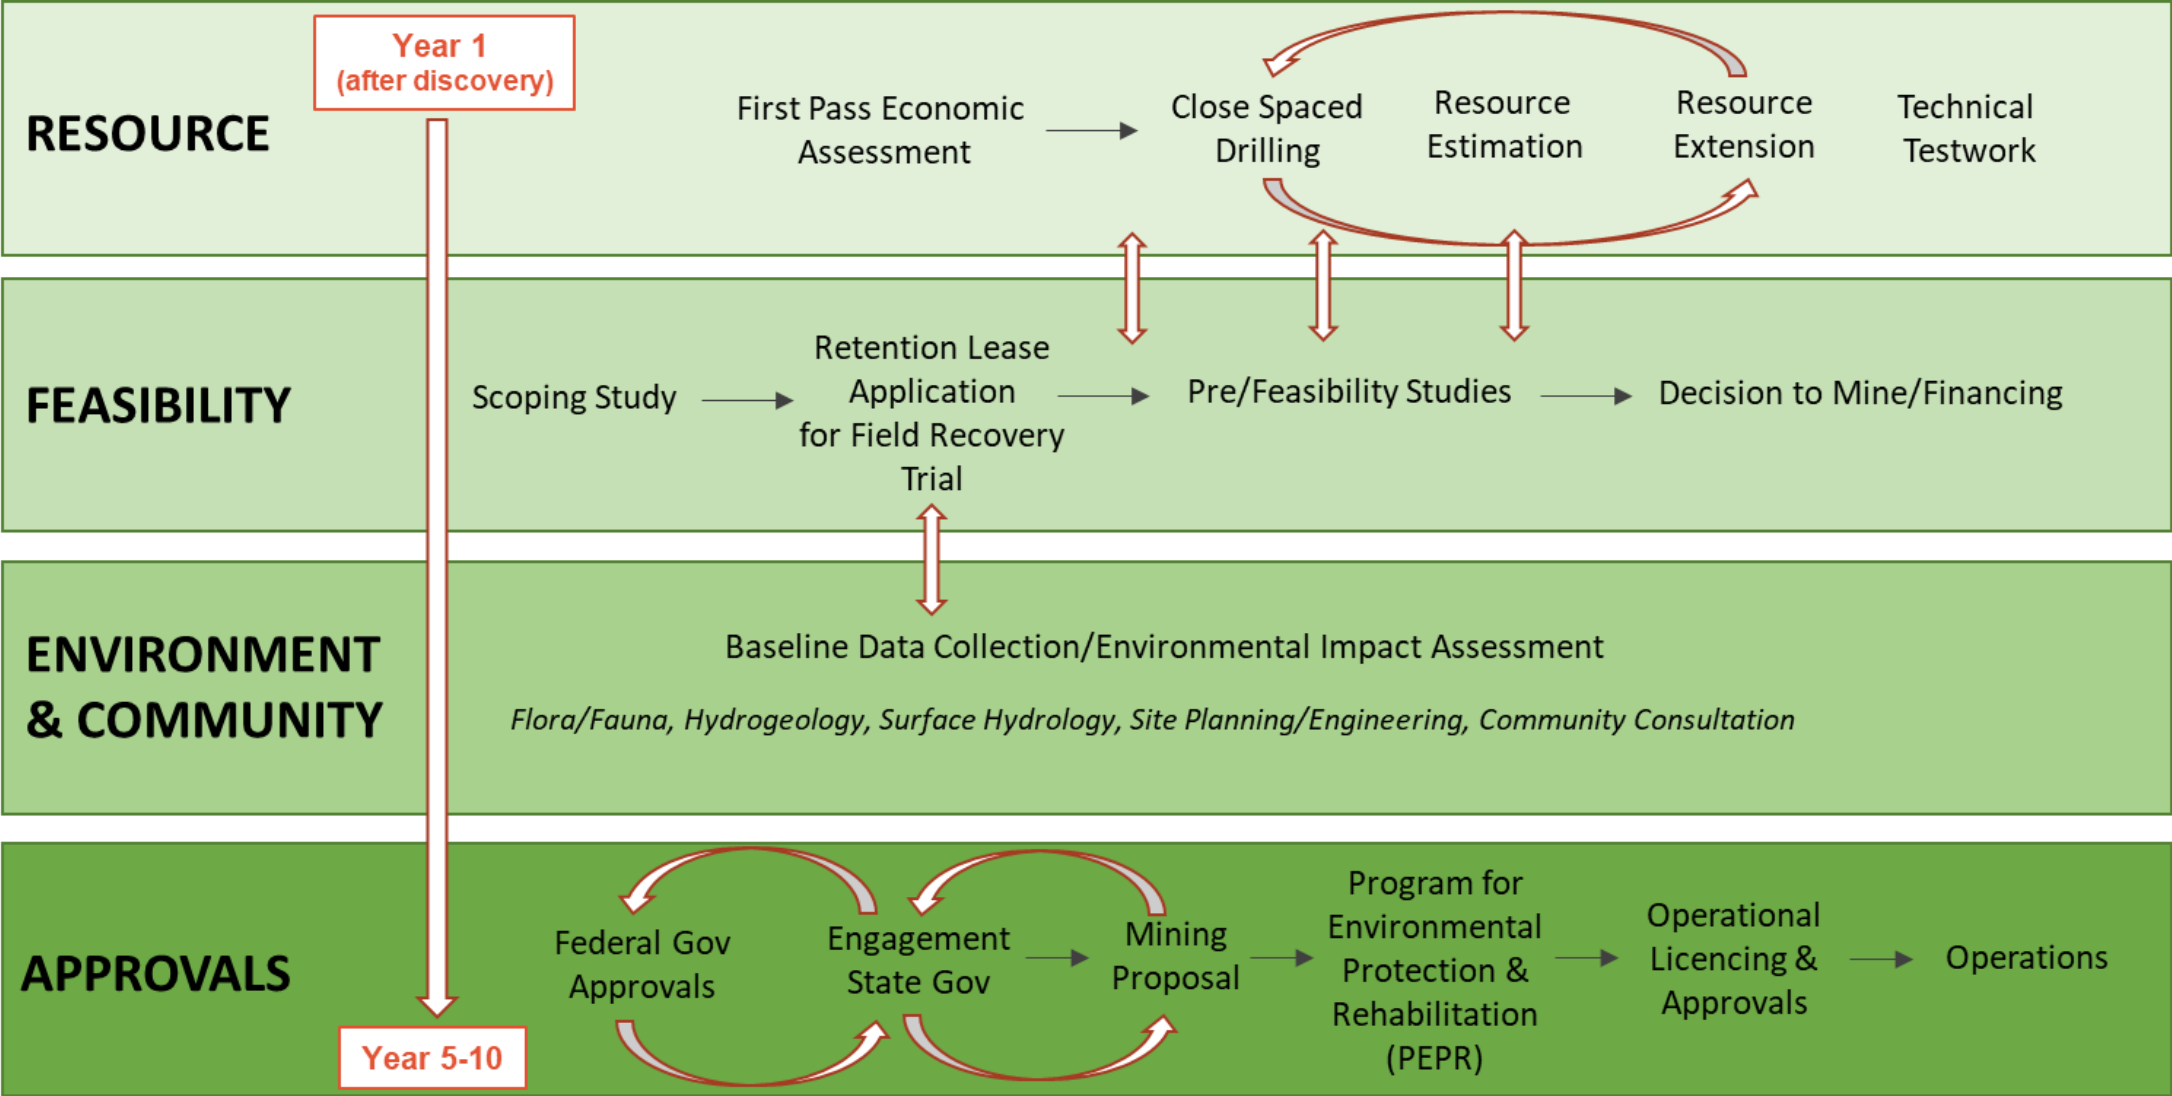 Year 1
(after discovery)
RESOURCE
First Pass Economic
Assessment
Close Spaced
Drilling
Resource
Estimation
Resource
Extension
Technical
Testwork
FEASIBILITY
Scoping Study
Retention Lease
Application
for Field Recovery
Trial
Pre/Feasibility Studies
Decision to Mine/Financing
ENVIRONMENT
& COMMUNITY
Baseline Data Collection/Environmental Impact Assessment
Flora/Fauna, Hydrogeology, Surface Hydrology, Site Planning/Engineering, Community Consultation
APPROVALS
Federal Gov
Approvals
Engagement
State Gov
Mining
Proposal
Program for
Environmental
Protection &
Rehabilitation
(PEPR)
Operational
Licencing &
Approvals
Operations
Year 5-10